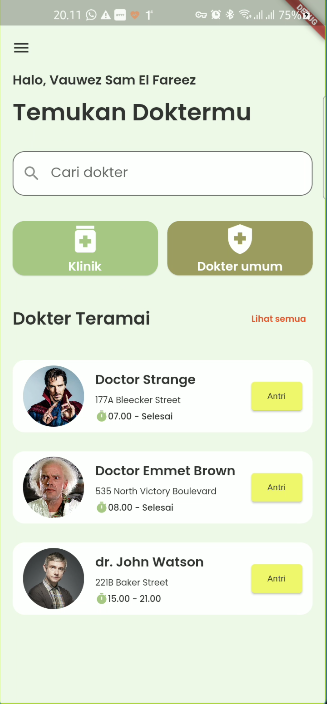 20.11
75%
DEBUG
Halo, Vauwez Sam El Fareez
Temukan Doktermu
Cari dokter
Klinik
Dokter umum
Dokter Teramai
Lihat semua
Doctor Strange
177A Bleecker Street
07.00 - Selesai
Antri
Doctor Emmet Brown
535 North Victory Boulevard
08.00 - Selesai
Antri
dr. John Watson
221B Baker Street
15.00 - 21.00
Antri